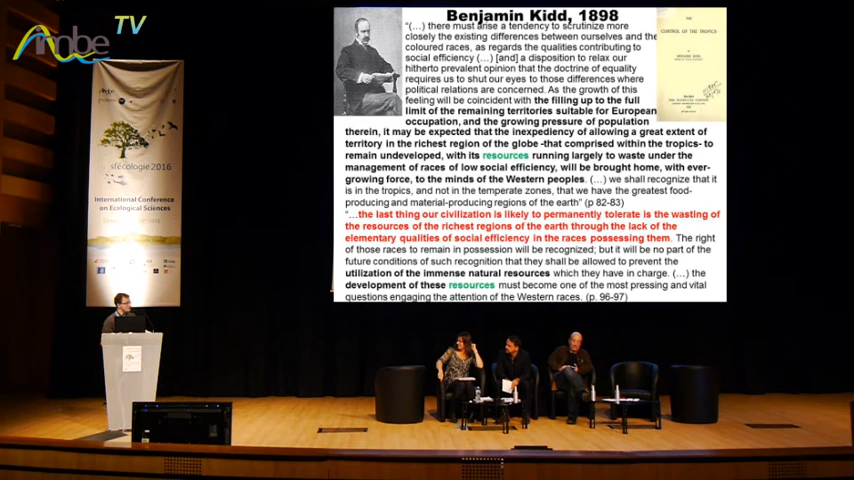 imbe TV
Benjamin Kidd, 1898
"(…) there must arise a tendency to scrutinize more
closely the existing differences between ourselves and the
coloured races, as regards the qualities contributing to
social efficiency (…) [and] a disposition to relax our
hitherto prevalent opinion that the doctrine of equality
requires us to shut our eyes to those differences where
political relations are concerned. As the growth of this
feeling will be coincident with the filling up to the full
limit of the remaining territories suitable for European
occupation, and the growing pressure of population
therein, it may be expected that the inexpediency of allowing a great extent of
territory in the richest region of the globe -that comprised within the tropics- to
remain undeveloped, with its resources running largely to waste under the
management of races of low social efficiency, will be brought home, with ever-
growing force, to the minds of the Western peoples. (…) we shall recognize that it
is in the tropics, and not in the temperate zones, that we have the greatest food-
producing and material-producing regions of the earth" (p 82-83)
"…the last thing our civilization is likely to permanently tolerate is the wasting of
the resources of the richest regions of the earth through the lack of the
elementary qualities of social efficiency in the races possessing them. The right
of those races to remain in possession will be recognized; but it will be no part of the
future conditions of such recognition that they shall be allowed to prevent the
utilization of the immense natural resources which they have in charge. (…) the
development of these resources must become one of the most pressing and vital
questions engaging the attention of the Western races. (p. 96-97)
THE
CONTROL OF THE TROPICS
sfécologie 2016
International Conference
on Ecological Sciences